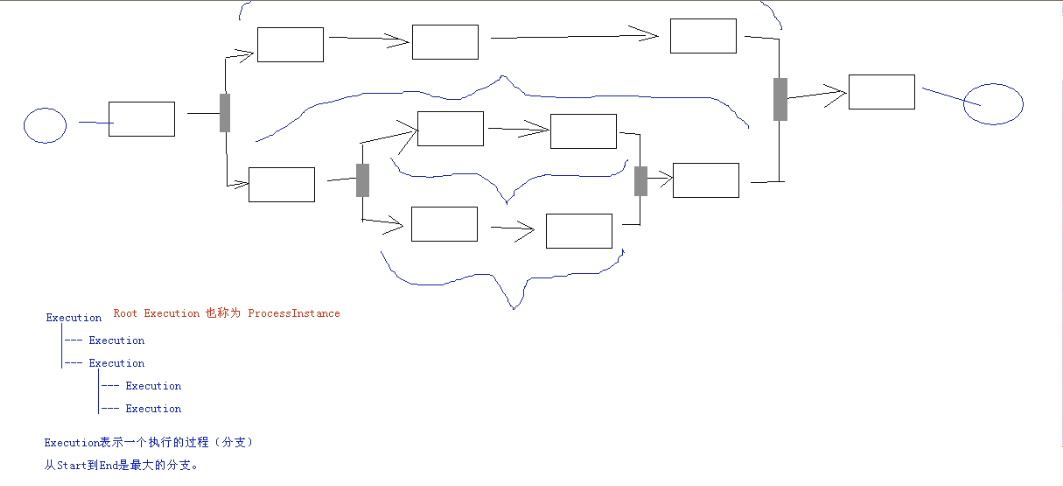 Execution Root Execution 也称为 ProcessInstance
--- Execution
--- Execution
--- Execution
--- Execution
Execution表示一个执行的过程（分支）
从Start到End是最大的分支。